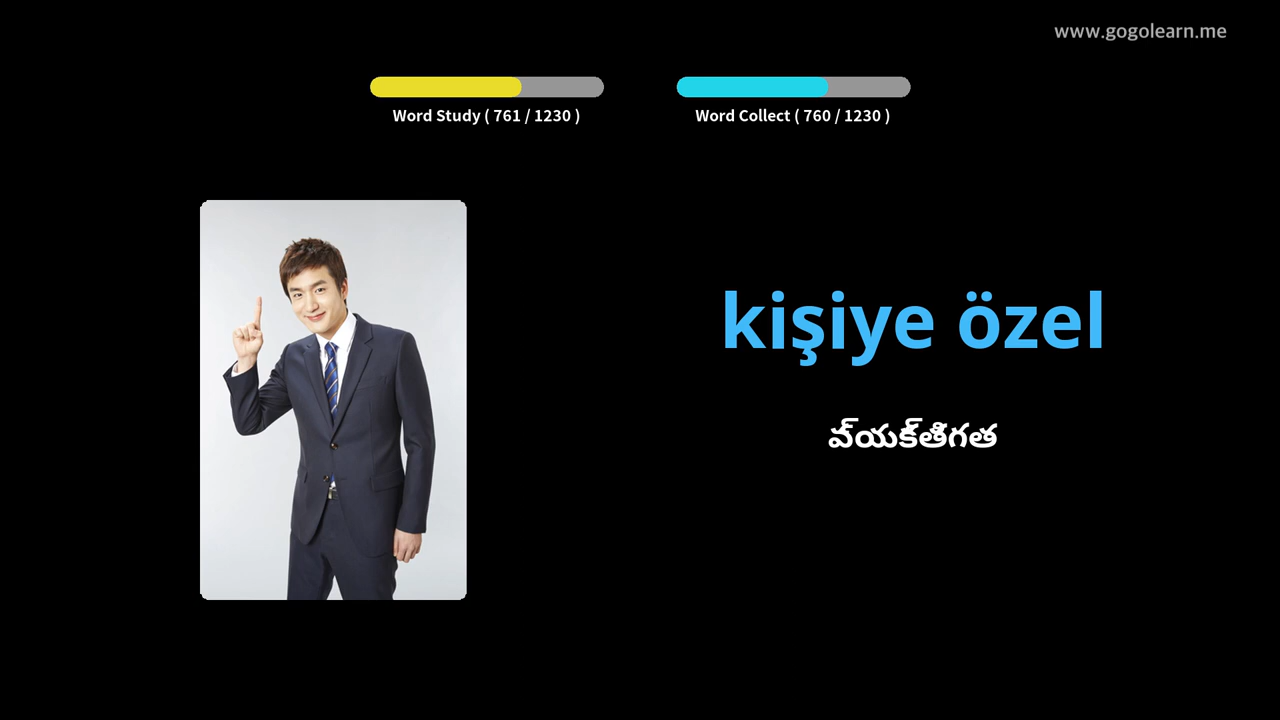 www.gogolearn.me
Word Study ( 761 / 1230 )
Word Collect ( 760 / 1230 )
kişiye özel
వ్యక్తిగత